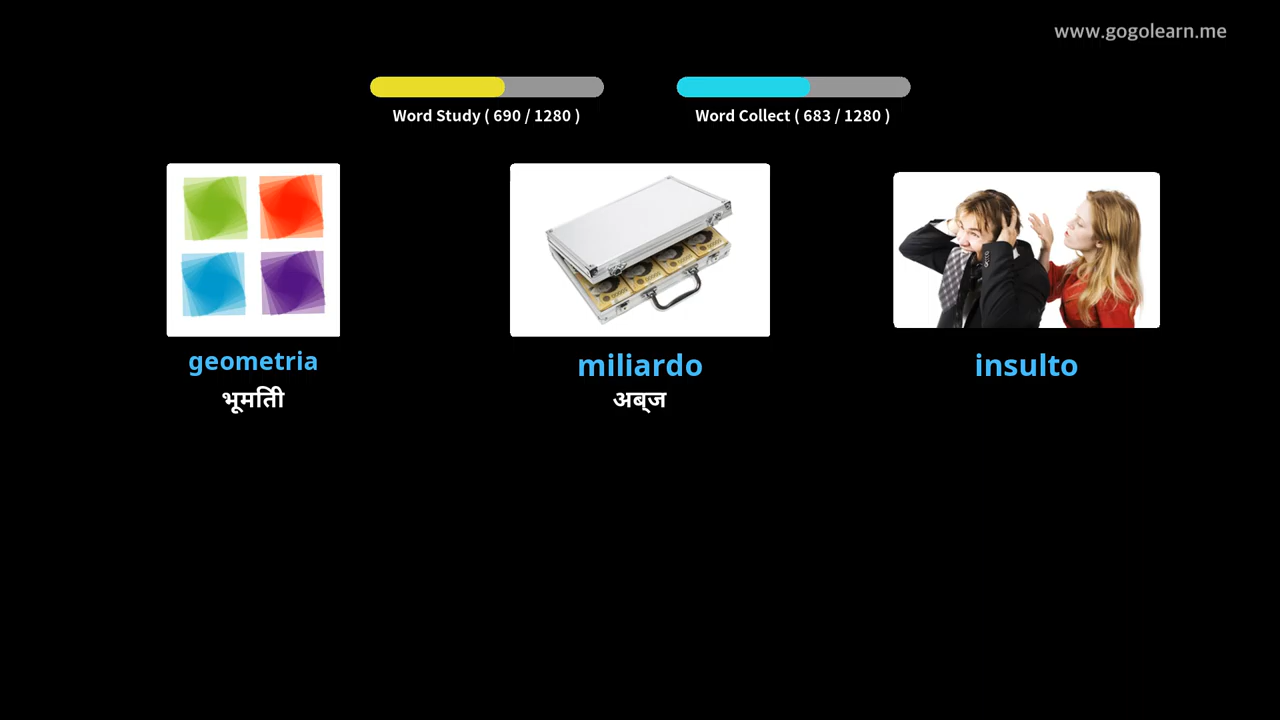 www.gogolearn.me
Word Study ( 690 / 1280 )
Word Collect ( 683 / 1280 )
geometria
भूमिती
miliardo
अब्ज
insulto